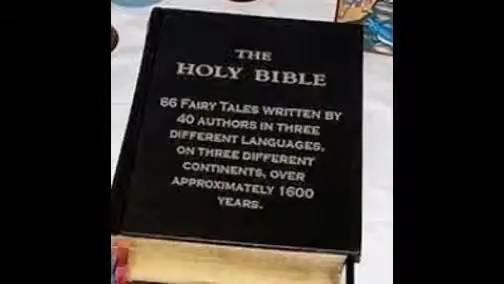 THE
HOLY BIBLE
66 FAIRY TALES WRITTEN BY
40 AUTHORS IN THREE
DIFFERENT LANGUAGES,
ON THREE DIFFERENT
CONTINENTS, OVER
APPROXIMATELY 1600
YEARS.